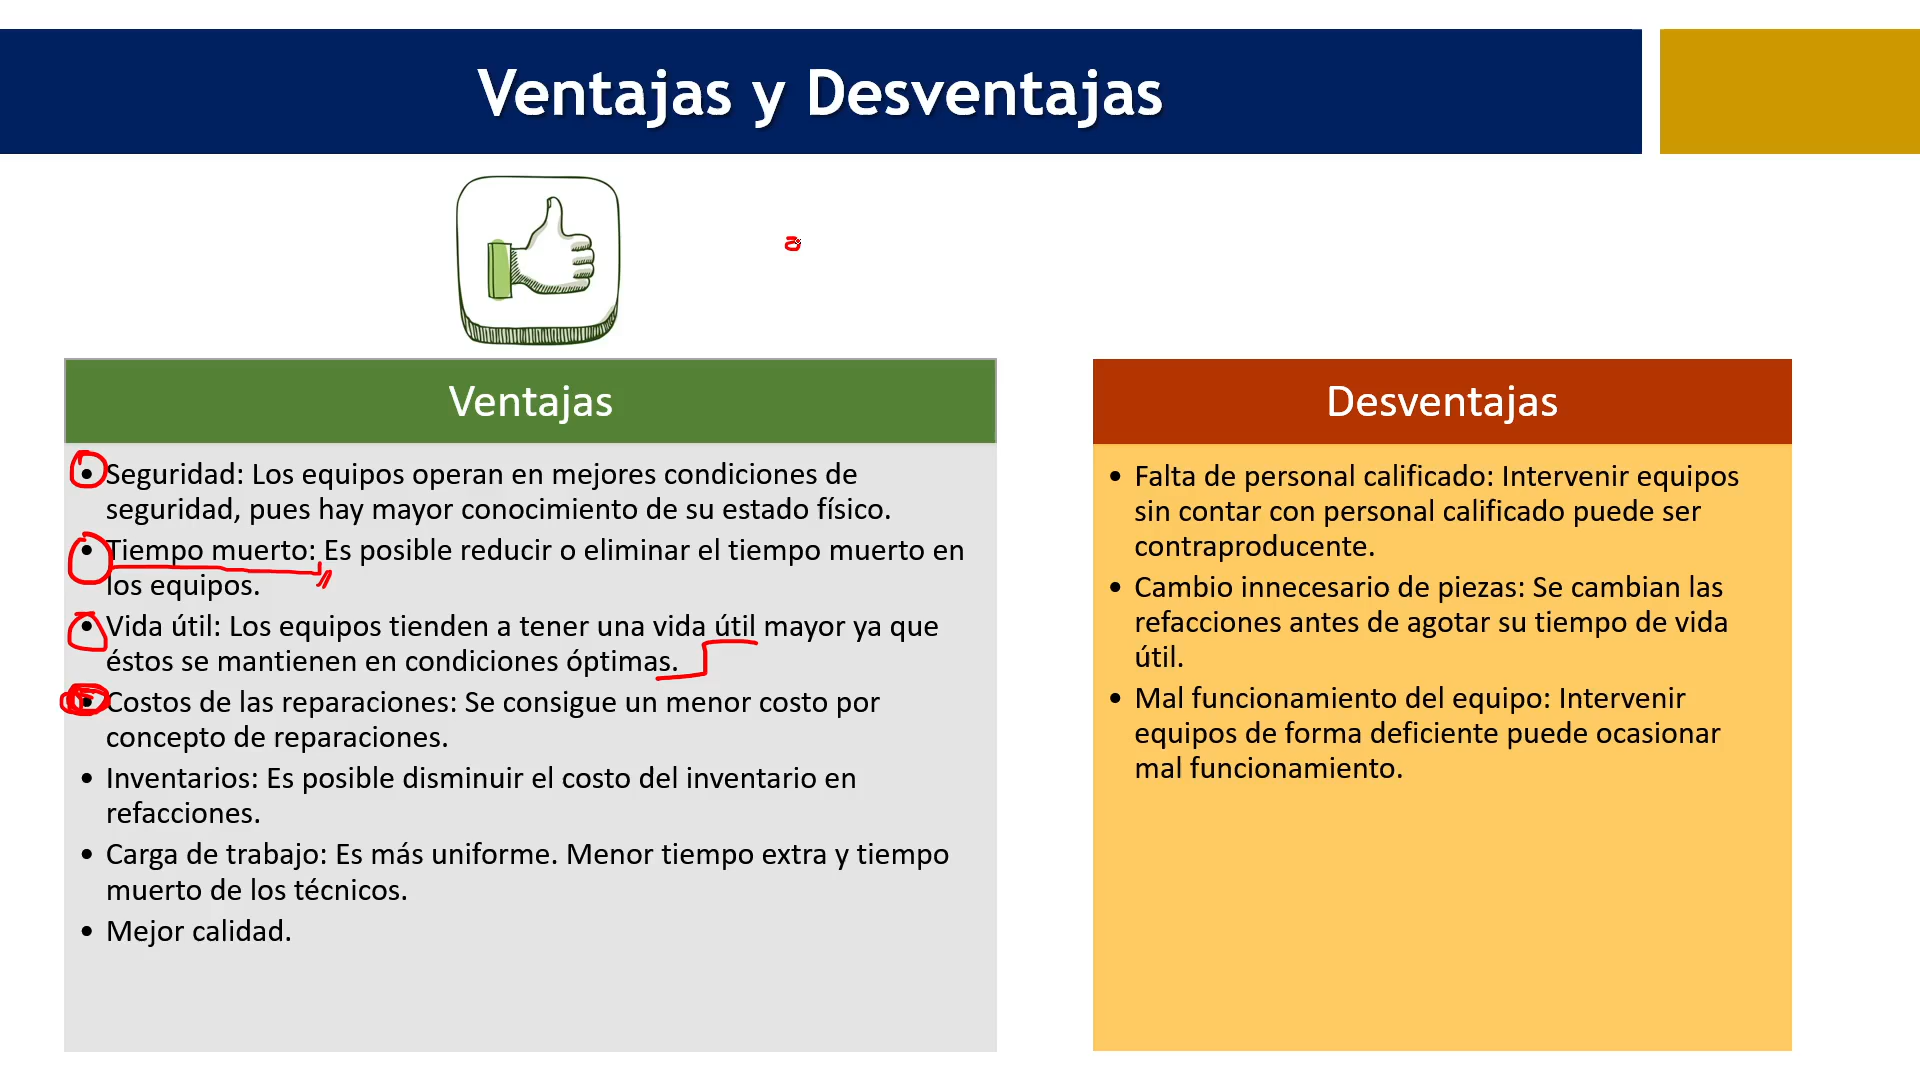 Ventajas y Desventajas
Ventajas
• Seguridad: Los equipos operan en mejores condiciones de
seguridad, pues hay mayor conocimiento de su estado físico.
• Tiempo muerto: Es posible reducir o eliminar el tiempo muerto en
los equipos.
• Vida útil: Los equipos tienden a tener una vida útil mayor ya que
éstos se mantienen en condiciones óptimas.
• Costos de las reparaciones: Se consigue un menor costo por
concepto de reparaciones.
• Inventarios: Es posible disminuir el costo del inventario en
refacciones.
• Carga de trabajo: Es más uniforme. Menor tiempo extra y tiempo
muerto de los técnicos.
• Mejor calidad.
Desventajas
• Falta de personal calificado: Intervenir equipos
sin contar con personal calificado puede ser
contraproducente.
• Cambio innecesario de piezas: Se cambian las
refacciones antes de agotar su tiempo de vida
útil.
• Mal funcionamiento del equipo: Intervenir
equipos de forma deficiente puede ocasionar
mal funcionamiento.